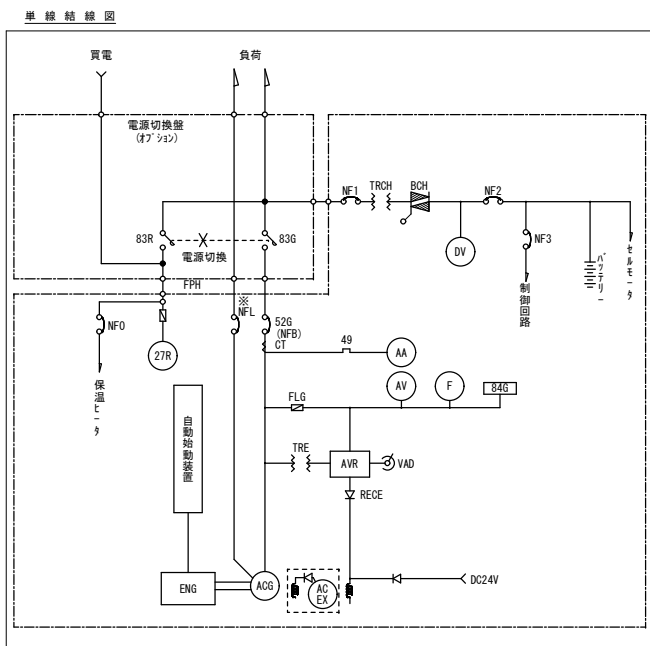 単線結線図
買電
負荷
電源切換盤
(ｵﾌﾟｼｮﾝ)
NF1
TRCH
BCH
NF2
83R
83G
電源切換
DV
NF3
制御回路
バッテリー
セルモータ
FPH
※
NFL
NFO
52G
(NFB)
CT
27R
49
AA
保温ヒータ
AV
F
84G
FLG
自動始動装置
TRE
AVR
VAD
RECE
ENG
ACG
AC
EX
DC24V